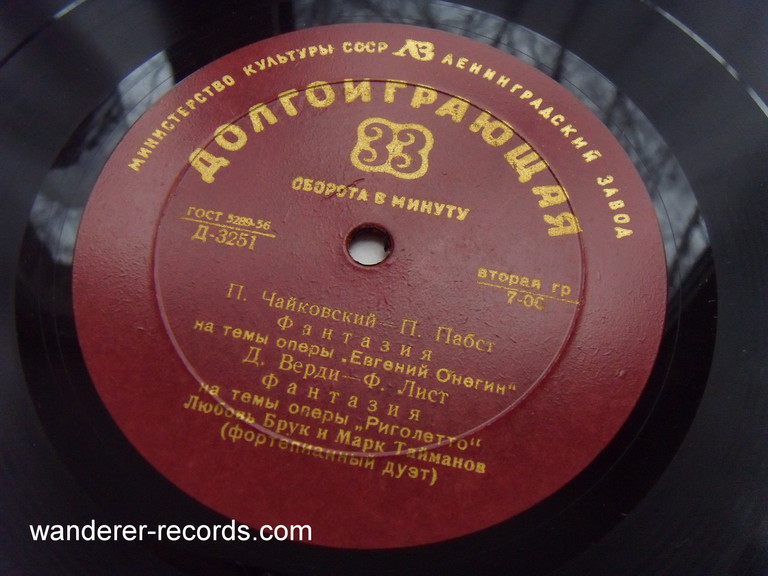 МИНИСТЕРСТВО КУЛЬТУРЫ СССР ЛЗ ЛЕНИНГРАДСКИЙ ЗАВОД
ДОЛГОИГРАЮЩАЯ
33
ОБОРОТА В МИНУТУ
ГОСТ 5289-56
Д-3251
вторая гр
7-00
П. Чайковский—П. Пабст
Фантазия
на темы оперы „Евгений Онегин"
Д. Верди—Ф. Лист
Фантазия
на темы оперы „Риголетто"
Любовь Брук и Марк Тайманов
(фортепианный дуэт)
wanderer-records.com